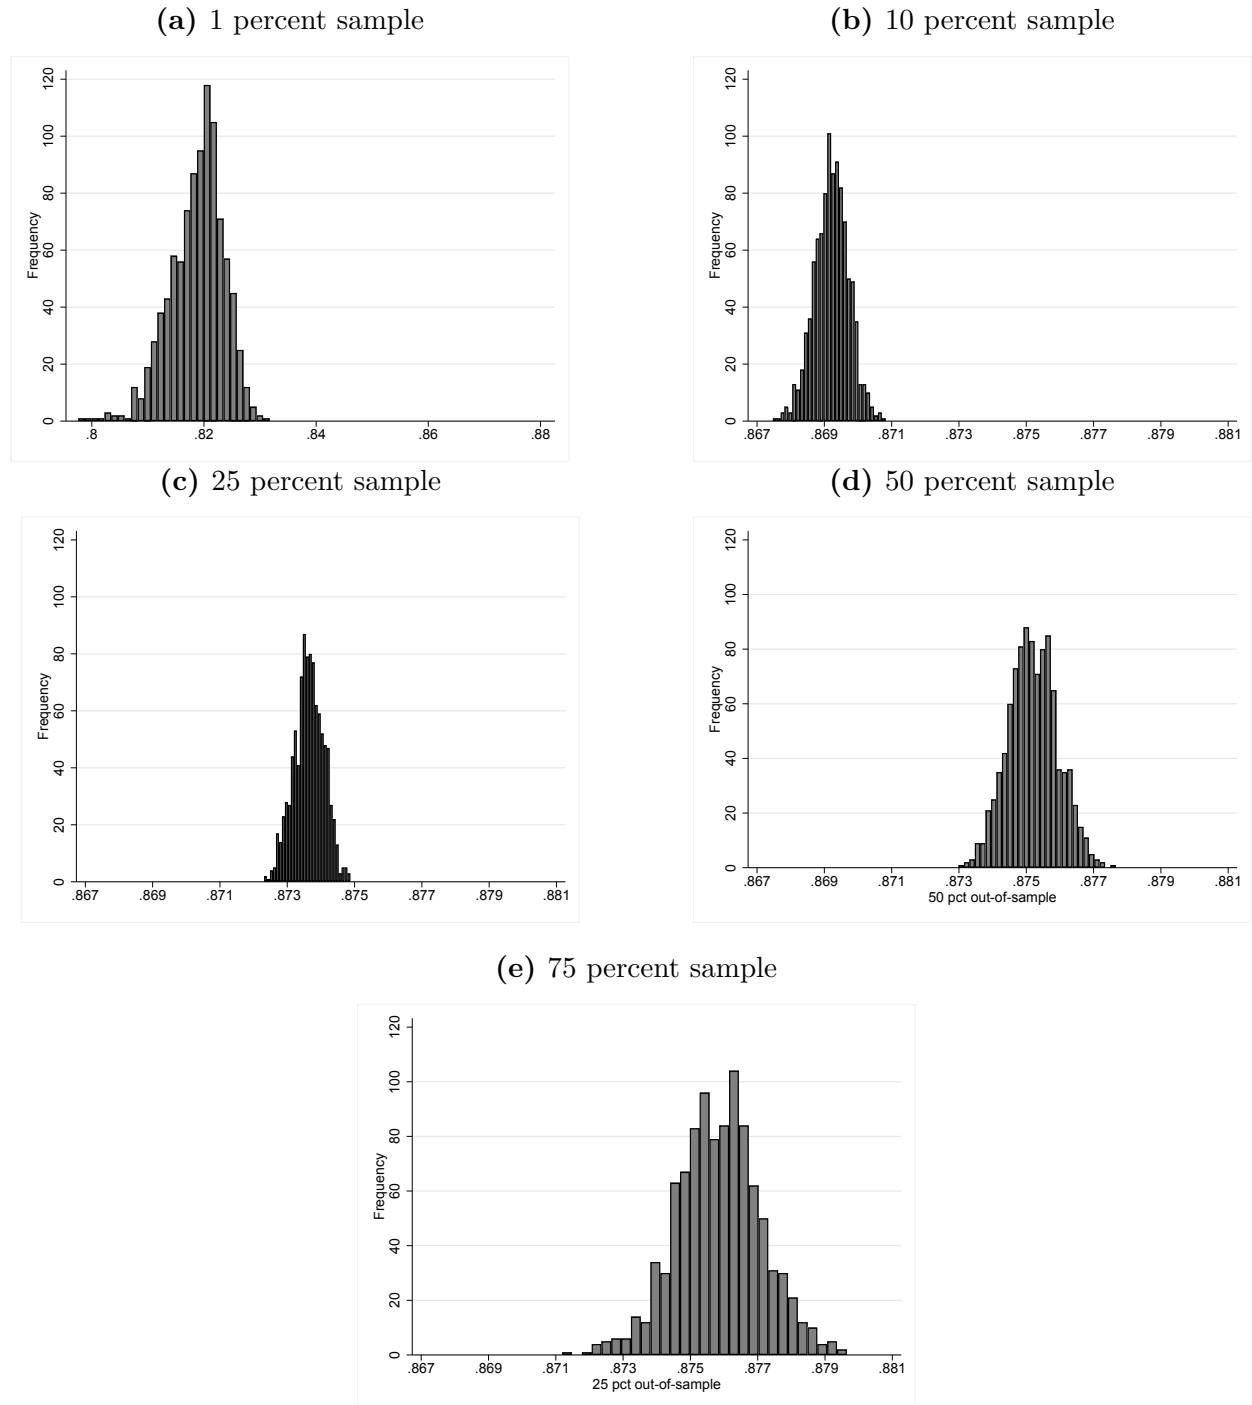 (a) 1 percent sample
Frequency
120
100
80
60
40
20
0
.8 .82 .84 .86 .88
(b) 10 percent sample
Frequency
120
100
80
60
40
20
0
.867 .869 .871 .873 .875 .877 .879 .881
(c) 25 percent sample
Frequency
120
100
80
60
40
20
0
.867 .869 .871 .873 .875 .877 .879 .881
(d) 50 percent sample
Frequency
120
100
80
60
40
20
0
.867 .869 .871 .873 .875 .877 .879 .881
50 pct out-of-sample
(e) 75 percent sample
Frequency
120
100
80
60
40
20
0
.867 .869 .871 .873 .875 .877 .879 .881
25 pct out-of-sample